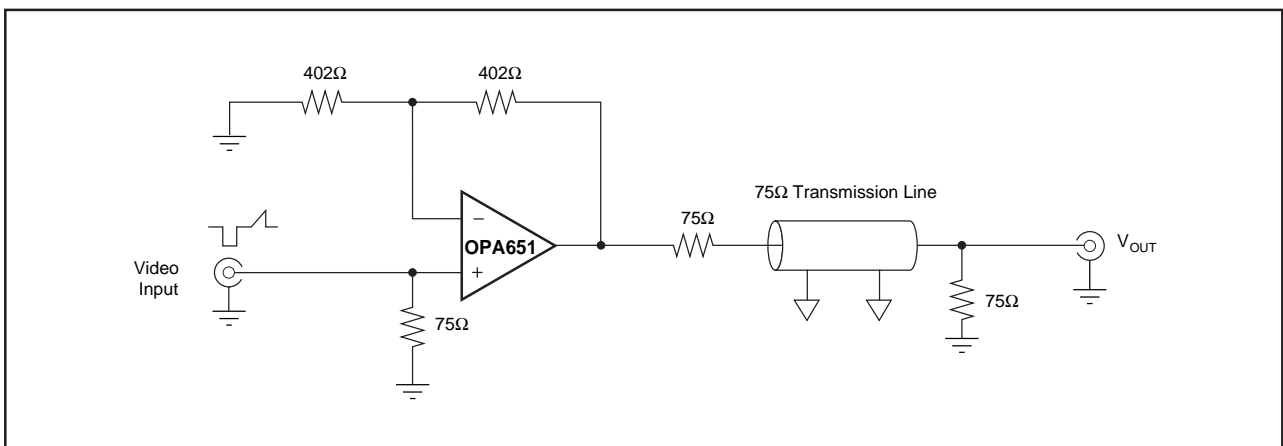 402Ω
402Ω
75Ω Transmission Line
75Ω
−
OPA651
+
V_OUT
Video
Input
75Ω
75Ω